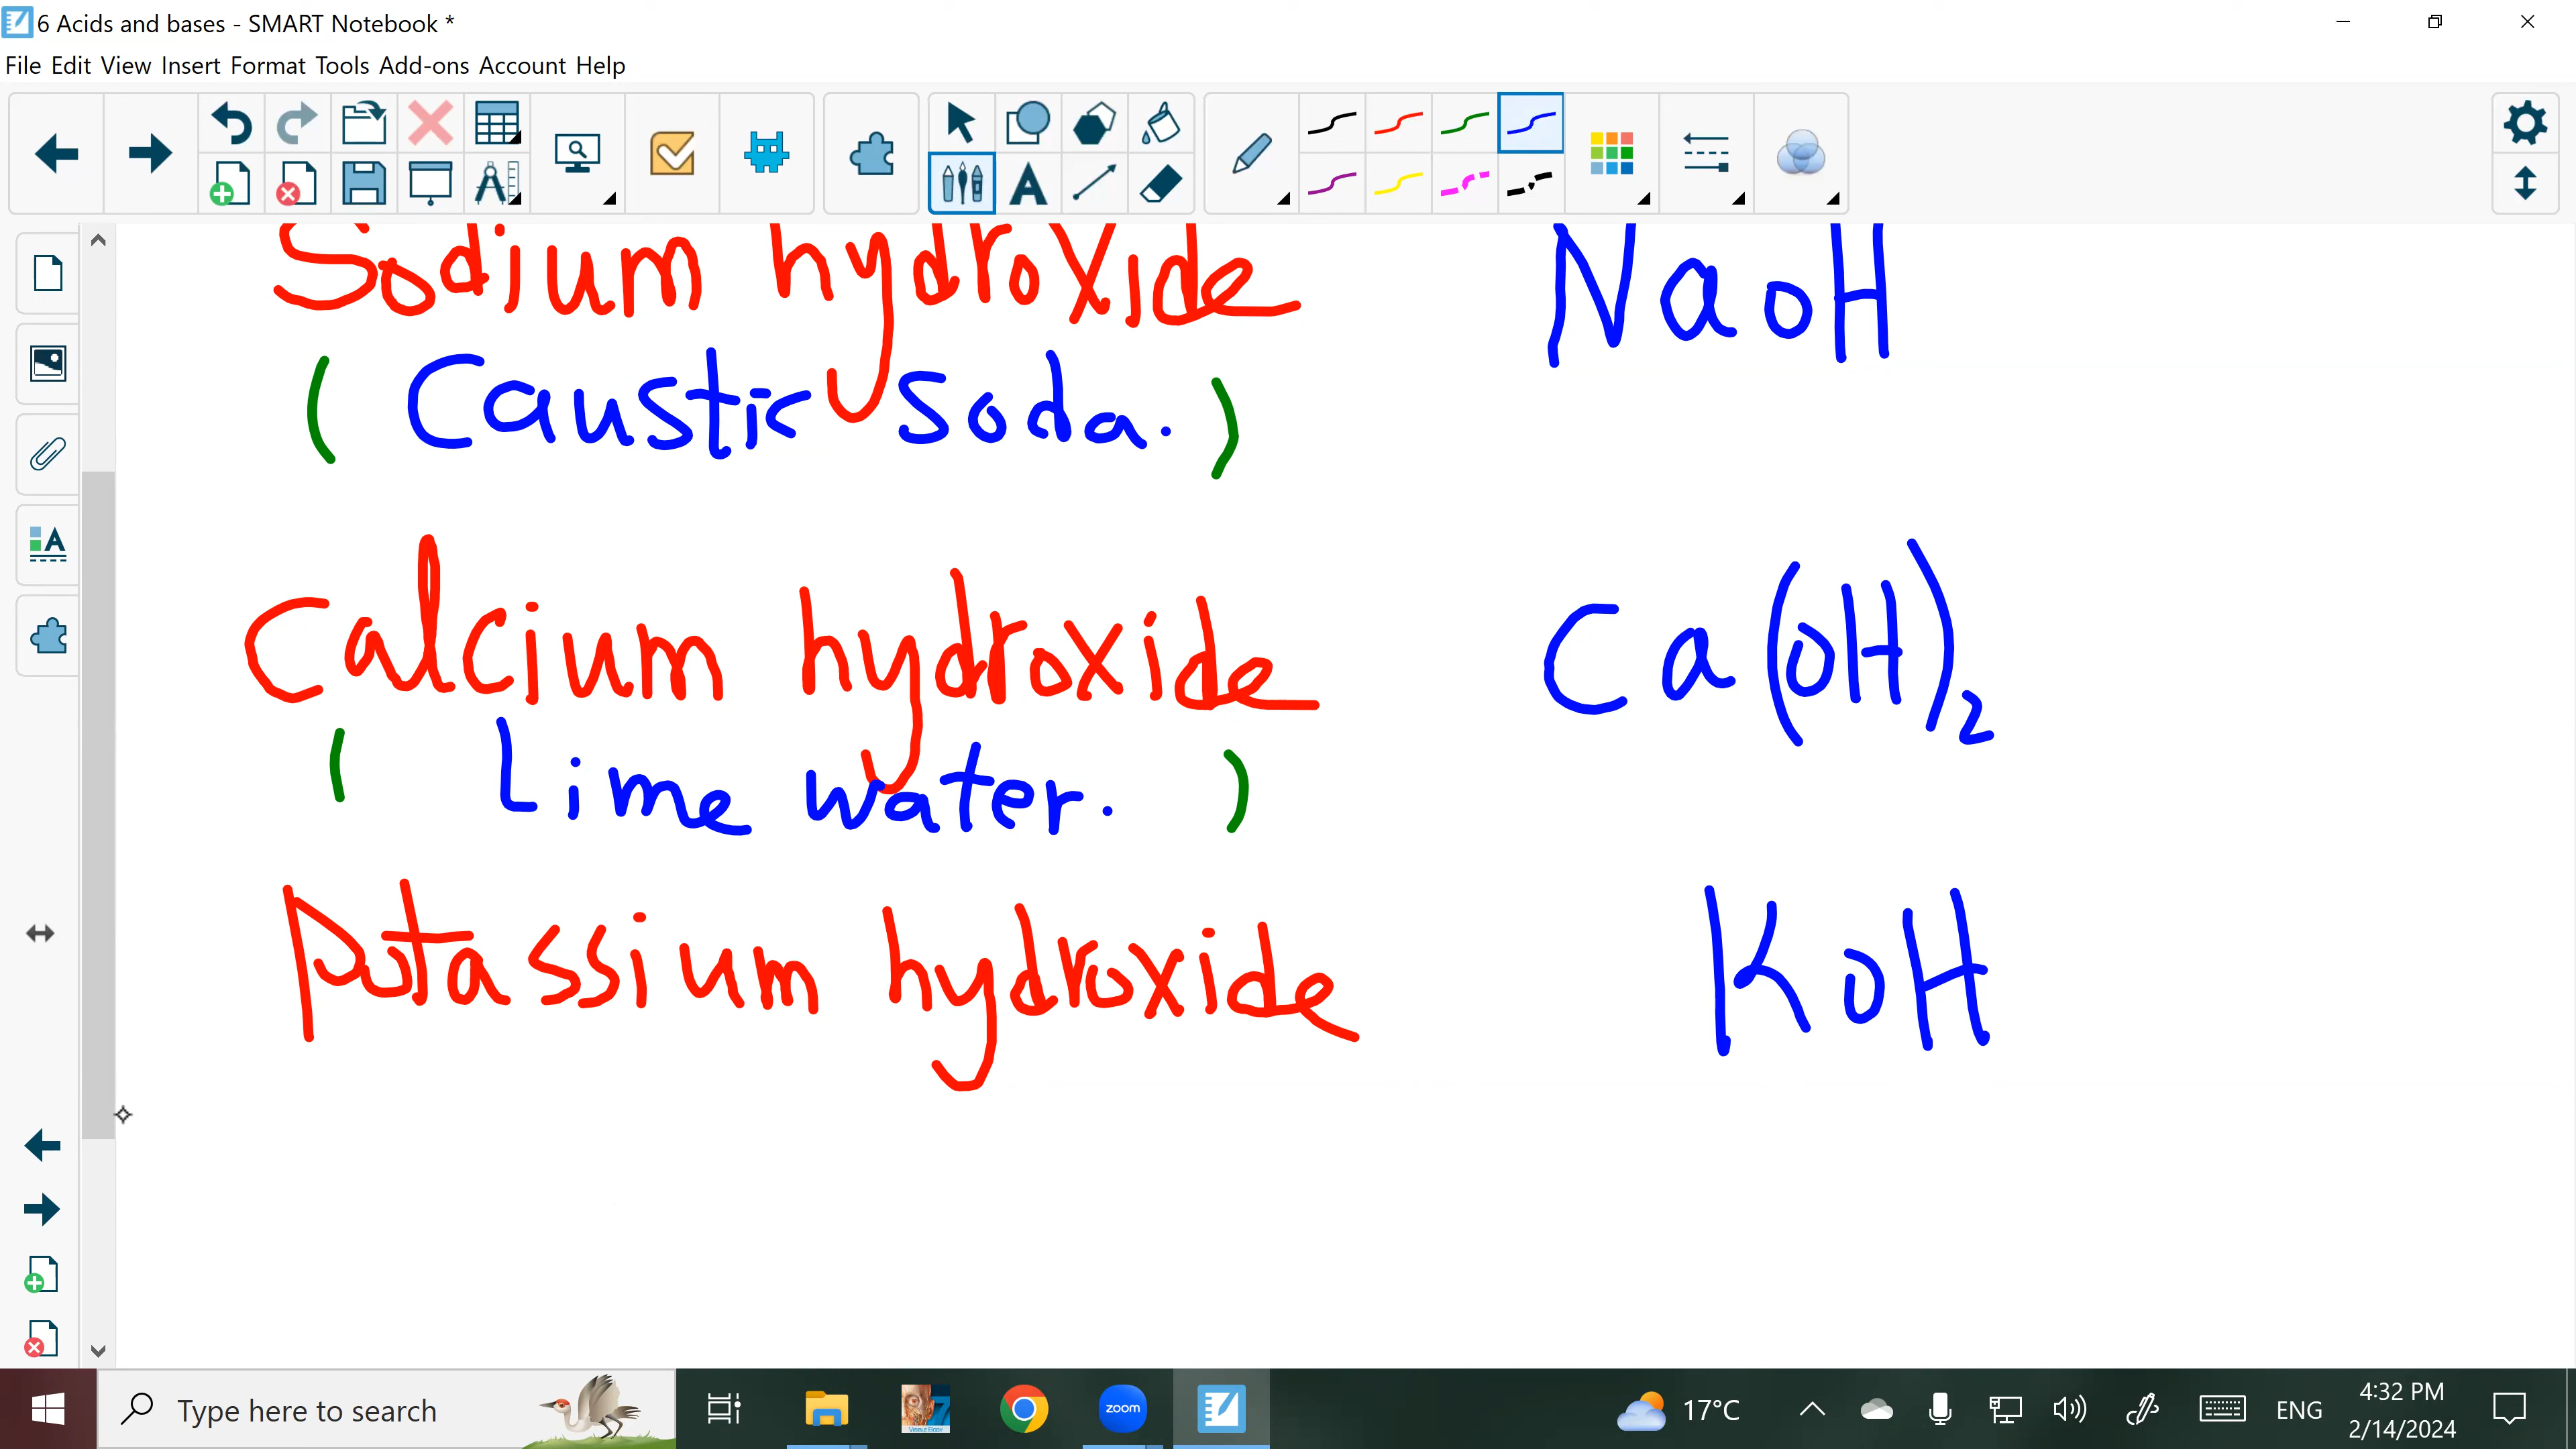 6 Acids and bases - SMART Notebook *
File Edit View Insert Format Tools Add-ons Account Help
Sodium hydroxide NaOH
( Caustic Soda. )
Calcium hydroxide Ca(OH)2
( Lime water. )
Potassium hydroxide KOH
Type here to search
zoom
17°C
ENG
4:32 PM
2/14/2024